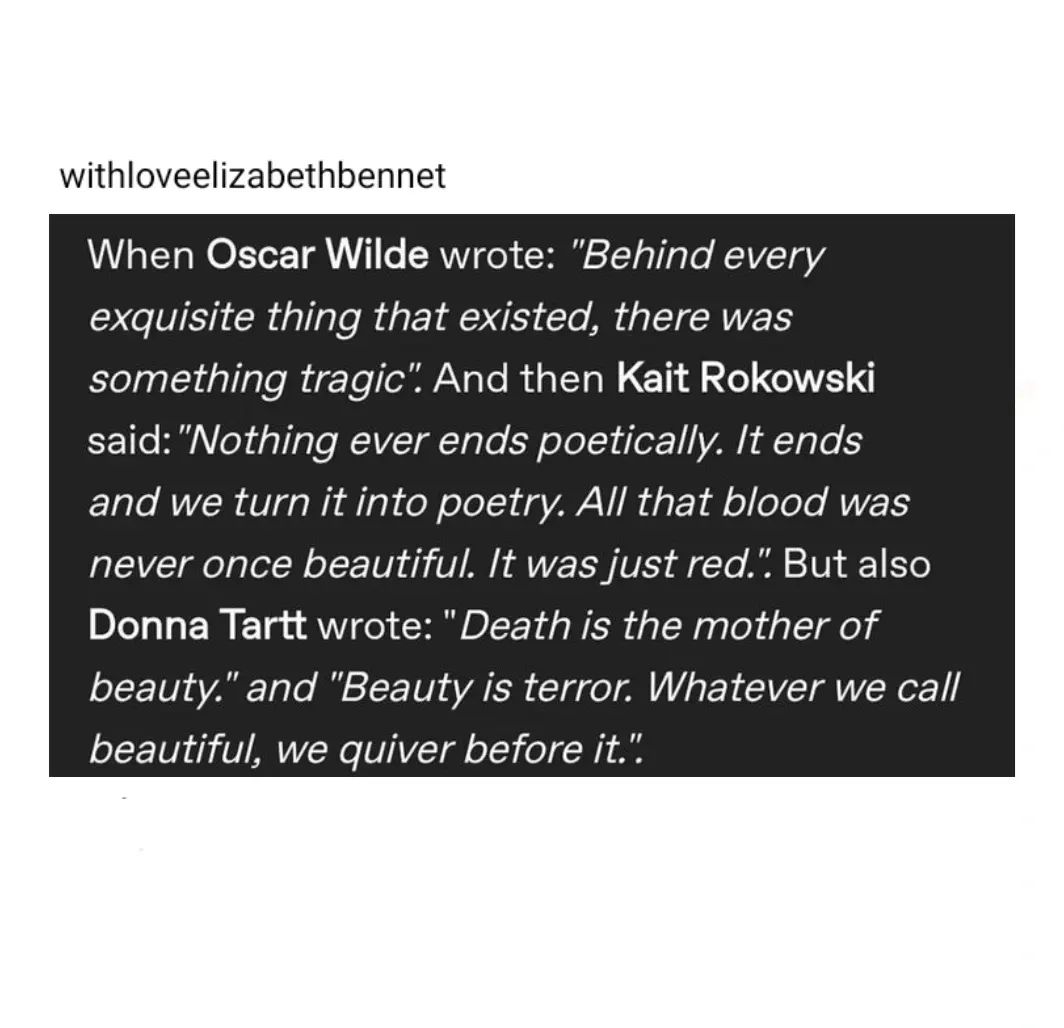 withloveelizabethbennet
When Oscar Wilde wrote: "Behind every
exquisite thing that existed, there was
something tragic". And then Kait Rokowski
said: "Nothing ever ends poetically. It ends
and we turn it into poetry. All that blood was
never once beautiful. It was just red.". But also
Donna Tartt wrote: "Death is the mother of
beauty." and "Beauty is terror. Whatever we call
beautiful, we quiver before it.".